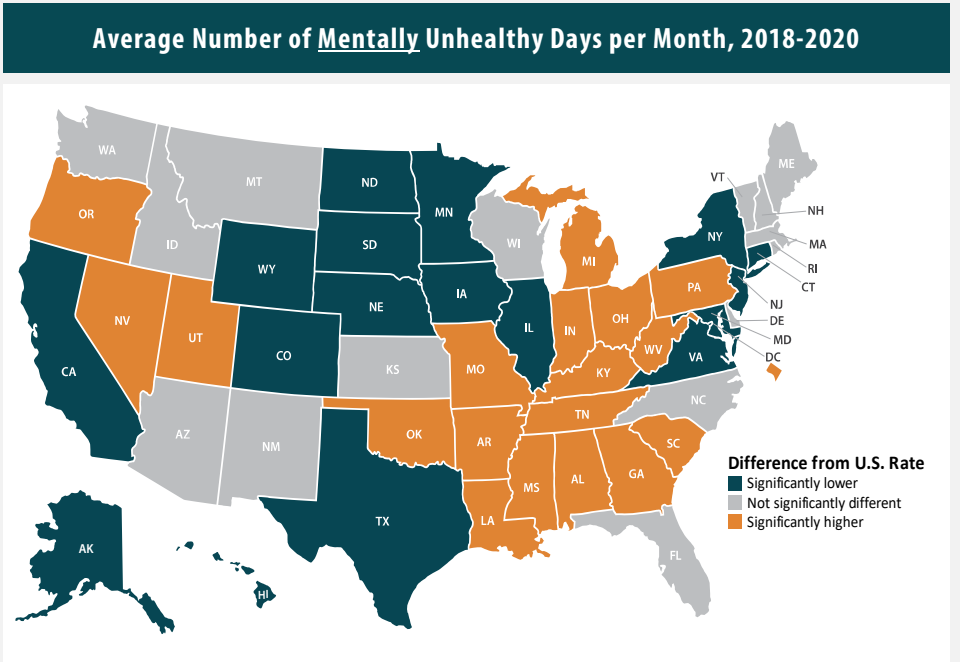 Average Number of Mentally Unhealthy Days per Month, 2018-2020
WA
MT
ND
MN
ME
VT
OR
ID
SD
WI
NY
NH
MA
MI
RI
WY
CT
IA
NE
PA
NJ
NV
IL
IN
OH
DE
UT
MD
CO
WV
VA
DC
CA
KS
MO
KY
NC
TN
AZ
NM
OK
AR
SC
Difference from U.S. Rate
MS
AL
GA
Significantly lower
Not significantly different
TX
LA
Significantly higher
AK
FL
HI